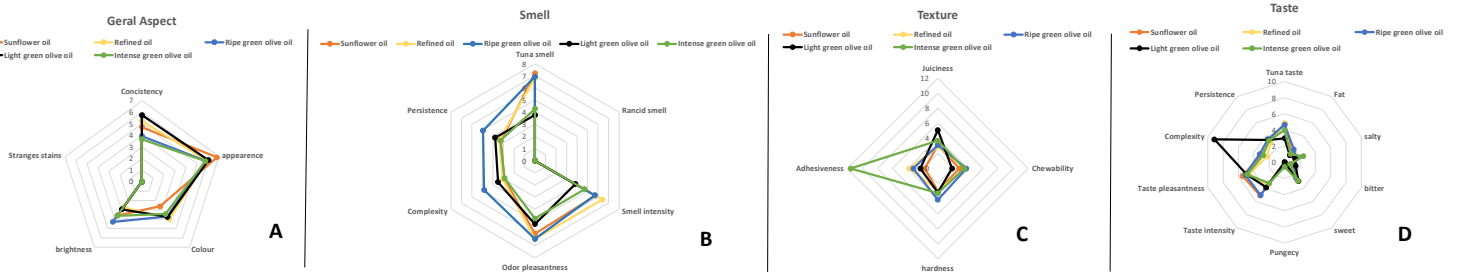 Geral Aspect
Sunflower oil
Refined oil
Ripe green olive oil
Light green olive oil
Intense green olive oil
Concistency
7
6
5
4
3
2
1
0
appearence
Colour
brightness
Stranges stains
A
Smell
Sunflower oil
Refined oil
Ripe green olive oil
Light green olive oil
Intense green olive oil
Tuna smell
8
7
6
5
4
3
2
1
0
Rancid smell
Smell intensity
Odor pleasantness
Complexity
Persistence
B
Texture
Sunflower oil
Refined oil
Ripe green olive oil
Light green olive oil
Intense green olive oil
Juiciness
12
10
8
6
4
2
0
Chewability
hardness
Adhesiveness
C
Taste
Sunflower oil
Refined oil
Ripe green olive oil
Light green olive oil
Intense green olive oil
Tuna taste
10
8
6
4
2
0
Fat
salty
bitter
sweet
Pungecy
Taste intensity
Taste pleasantness
Complexity
Persistence
D